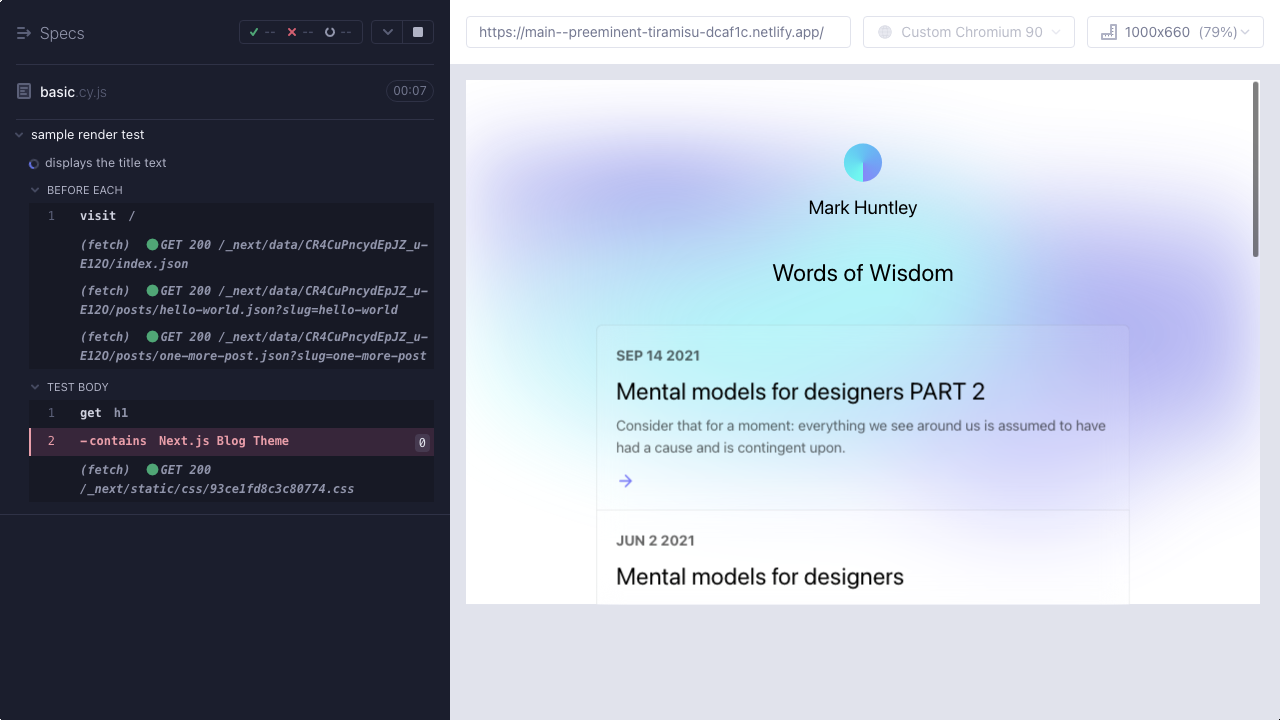 Specs
-- -- --
basic.cy.js
00:07
sample render test
displays the title text
BEFORE EACH
1 visit /
(fetch) GET 200 /_next/data/CR4CuPncydEpJZ_u-
E12O/index.json
(fetch) GET 200 /_next/data/CR4CuPncydEpJZ_u-
E12O/posts/hello-world.json?slug=hello-world
(fetch) GET 200 /_next/data/CR4CuPncydEpJZ_u-
E12O/posts/one-more-post.json?slug=one-more-post
TEST BODY
1 get h1
2 -contains Next.js Blog Theme 0
(fetch) GET 200
/_next/static/css/93ce1fd8c3c80774.css
https://main--preeminent-tiramisu-dcaf1c.netlify.app/
Custom Chromium 90
1000x660 (79%)
Mark Huntley
Words of Wisdom
SEP 14 2021
Mental models for designers PART 2
Consider that for a moment: everything we see around us is assumed to have
had a cause and is contingent upon.
JUN 2 2021
Mental models for designers